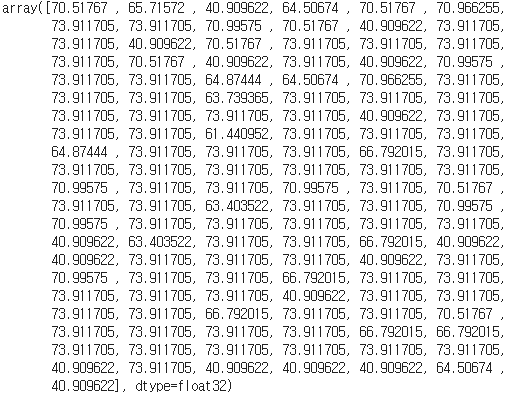 array([70.51767 , 65.71572 , 40.909622, 64.50674 , 70.51767 , 70.966255,
73.911705, 73.911705, 70.99575 , 70.51767 , 40.909622, 73.911705,
73.911705, 40.909622, 70.51767 , 73.911705, 73.911705, 73.911705,
73.911705, 70.51767 , 40.909622, 73.911705, 40.909622, 70.99575 ,
73.911705, 73.911705, 64.87444 , 64.50674 , 70.966255, 73.911705,
73.911705, 73.911705, 63.739365, 73.911705, 73.911705, 73.911705,
73.911705, 73.911705, 73.911705, 73.911705, 40.909622, 73.911705,
73.911705, 73.911705, 61.440952, 73.911705, 73.911705, 73.911705,
64.87444 , 73.911705, 73.911705, 73.911705, 66.792015, 73.911705,
73.911705, 73.911705, 73.911705, 73.911705, 73.911705, 73.911705,
70.99575 , 73.911705, 73.911705, 70.99575 , 73.911705, 70.51767 ,
73.911705, 73.911705, 63.403522, 73.911705, 73.911705, 70.99575 ,
70.99575 , 73.911705, 73.911705, 73.911705, 73.911705, 73.911705,
40.909622, 63.403522, 73.911705, 73.911705, 66.792015, 40.909622,
40.909622, 73.911705, 73.911705, 73.911705, 40.909622, 73.911705,
70.99575 , 73.911705, 73.911705, 66.792015, 73.911705, 73.911705,
73.911705, 73.911705, 73.911705, 40.909622, 73.911705, 73.911705,
73.911705, 73.911705, 66.792015, 73.911705, 73.911705, 70.51767 ,
73.911705, 73.911705, 73.911705, 73.911705, 66.792015, 66.792015,
73.911705, 73.911705, 73.911705, 73.911705, 73.911705, 73.911705,
73.911705, 40.909622, 40.909622, 40.909622, 40.909622, 64.50674 ,
40.909622], dtype=float32)